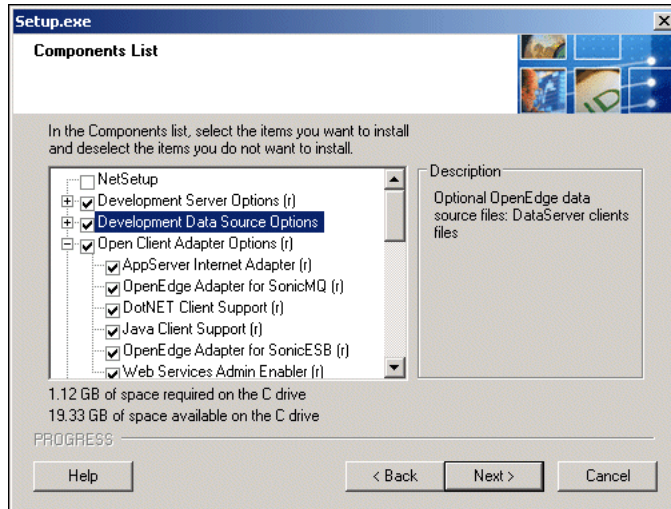 Setup.exe
Components List
In the Components list, select the items you want to install
and deselect the items you do not want to install.
NetSetup
Development Server Options (r)
Development Data Source Options
Open Client Adapter Options (r)
AppServer Internet Adapter (r)
OpenEdge Adapter for SonicMQ (r)
DotNET Client Support (r)
Java Client Support (r)
OpenEdge Adapter for SonicESB (r)
Web Services Admin Enabler (r)
Description
Optional OpenEdge data
source files: DataServer clients
files
1.12 GB of space required on the C drive
19.33 GB of space available on the C drive
PROGRESS
Help
< Back
Next >
Cancel